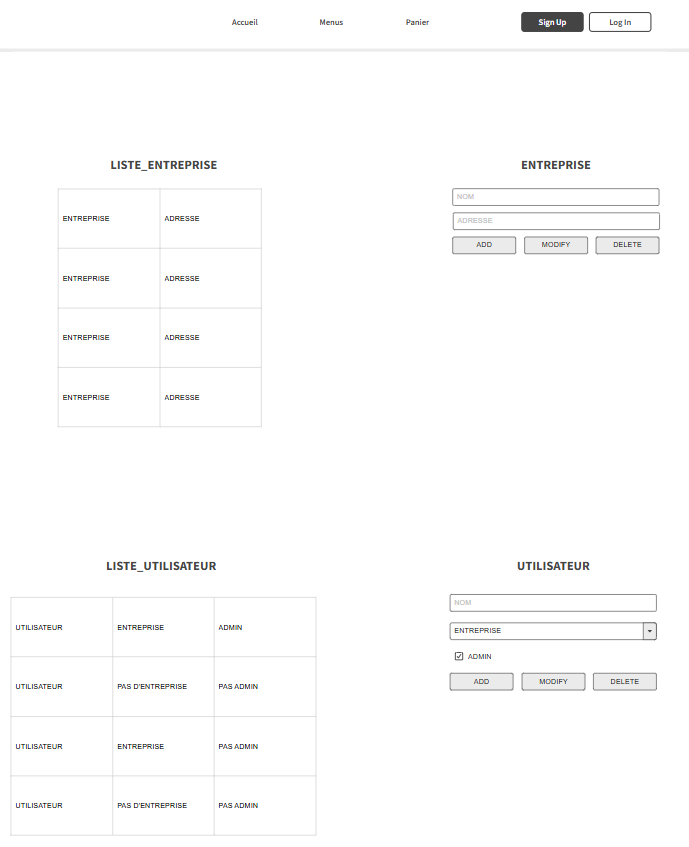 Accueil Menus Panier Sign Up Log In
LISTE_ENTREPRISE
ENTREPRISE ADRESSE
ENTREPRISE ADRESSE
ENTREPRISE ADRESSE
ENTREPRISE ADRESSE
ENTREPRISE
NOM
ADRESSE
ADD MODIFY DELETE
LISTE_UTILISATEUR
UTILISATEUR ENTREPRISE ADMIN
UTILISATEUR PAS D'ENTREPRISE PAS ADMIN
UTILISATEUR ENTREPRISE PAS ADMIN
UTILISATEUR PAS D'ENTREPRISE PAS ADMIN
UTILISATEUR
NOM
ENTREPRISE
ADMIN
ADD MODIFY DELETE